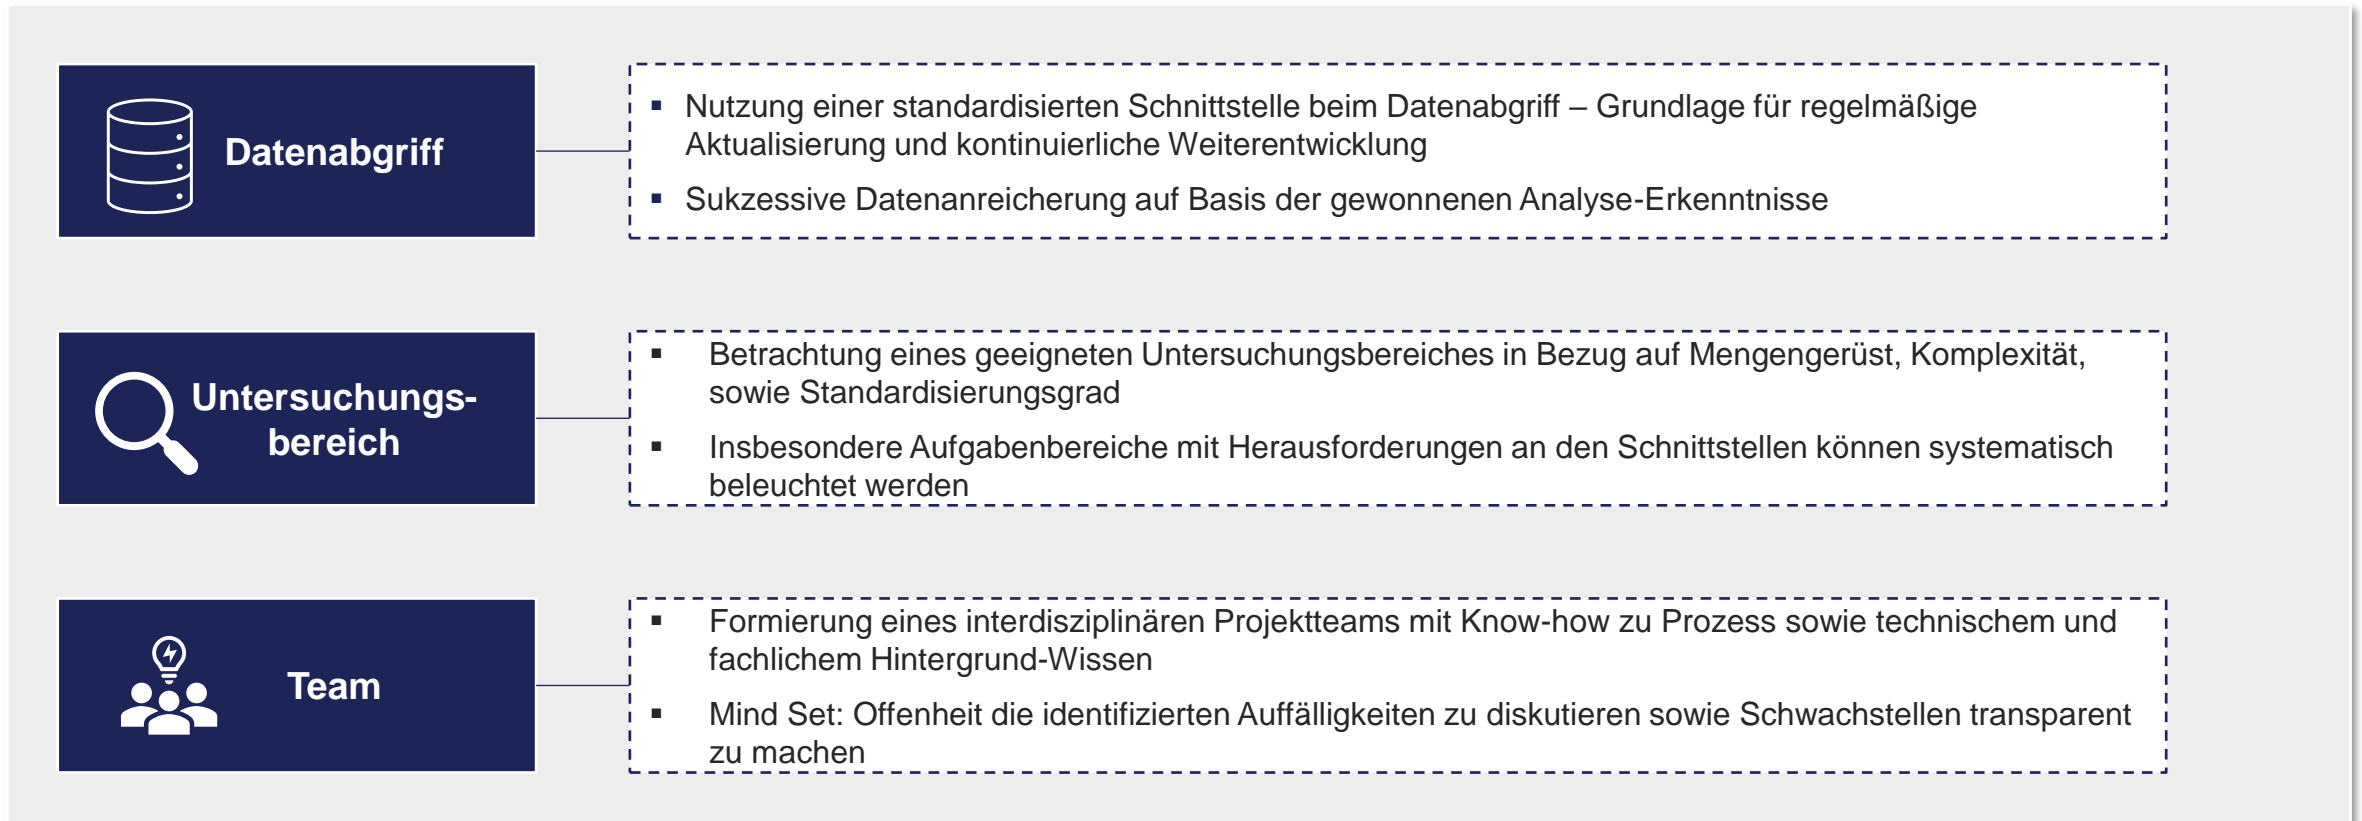 Datenabgriff
▪ Nutzung einer standardisierten Schnittstelle beim Datenabgriff – Grundlage für regelmäßige
Aktualisierung und kontinuierliche Weiterentwicklung
▪ Sukzessive Datenanreicherung auf Basis der gewonnenen Analyse-Erkenntnisse
Untersuchungs-
bereich
▪ Betrachtung eines geeigneten Untersuchungsbereiches in Bezug auf Mengengerüst, Komplexität,
sowie Standardisierungsgrad
▪ Insbesondere Aufgabenbereiche mit Herausforderungen an den Schnittstellen können systematisch
beleuchtet werden
Team
▪ Formierung eines interdisziplinären Projektteams mit Know-how zu Prozess sowie technischem und
fachlichem Hintergrund-Wissen
▪ Mind Set: Offenheit die identifizierten Auffälligkeiten zu diskutieren sowie Schwachstellen transparent
zu machen